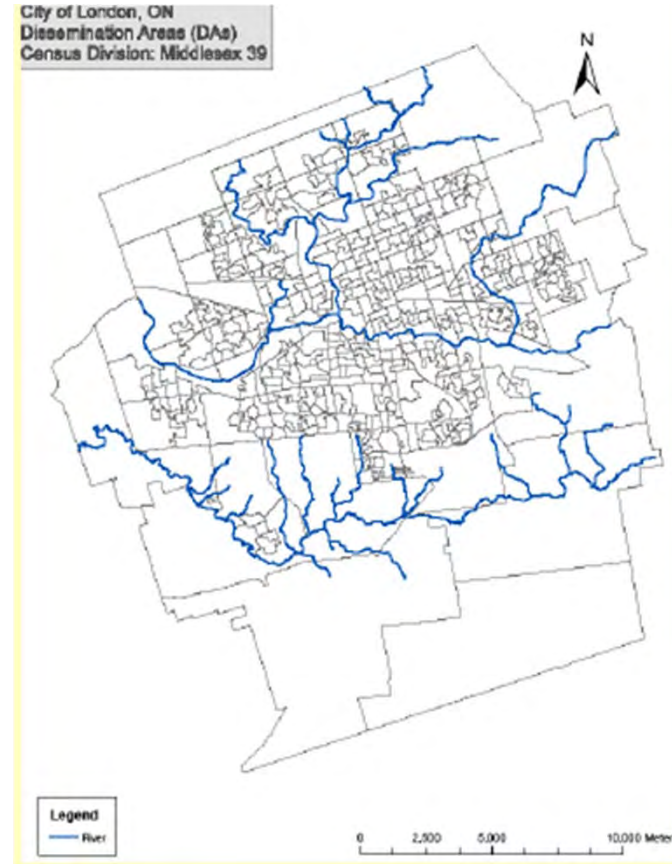 City of London, ON
Dissemination Areas (DAs)
Census Division: Middlesex 39
N
Legend
River
0 2,500 5,000 10,000 Meter